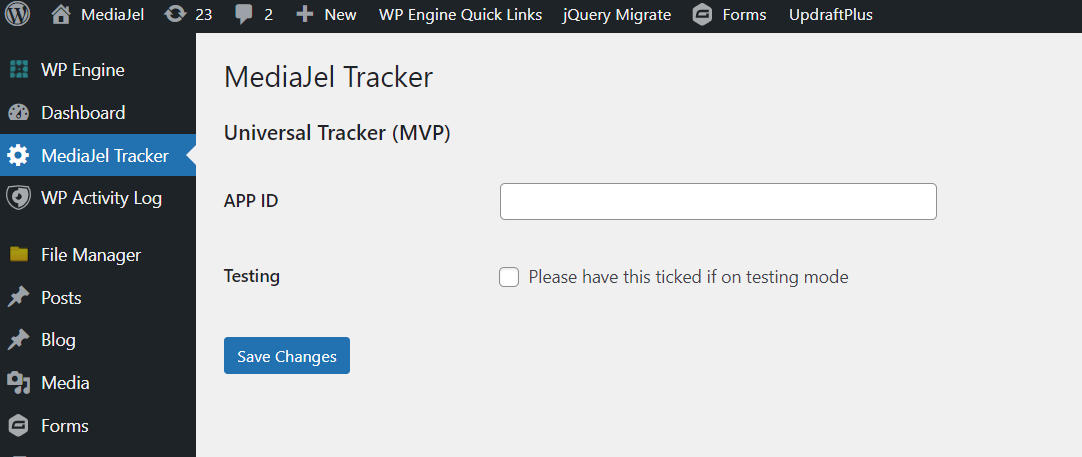 MediaJel 23 2 New WP Engine Quick Links jQuery Migrate Forms UpdraftPlus
WP Engine
Dashboard
MediaJel Tracker
WP Activity Log
File Manager
Posts
Blog
Media
Forms
MediaJel Tracker
Universal Tracker (MVP)
APP ID
Testing Please have this ticked if on testing mode
Save Changes